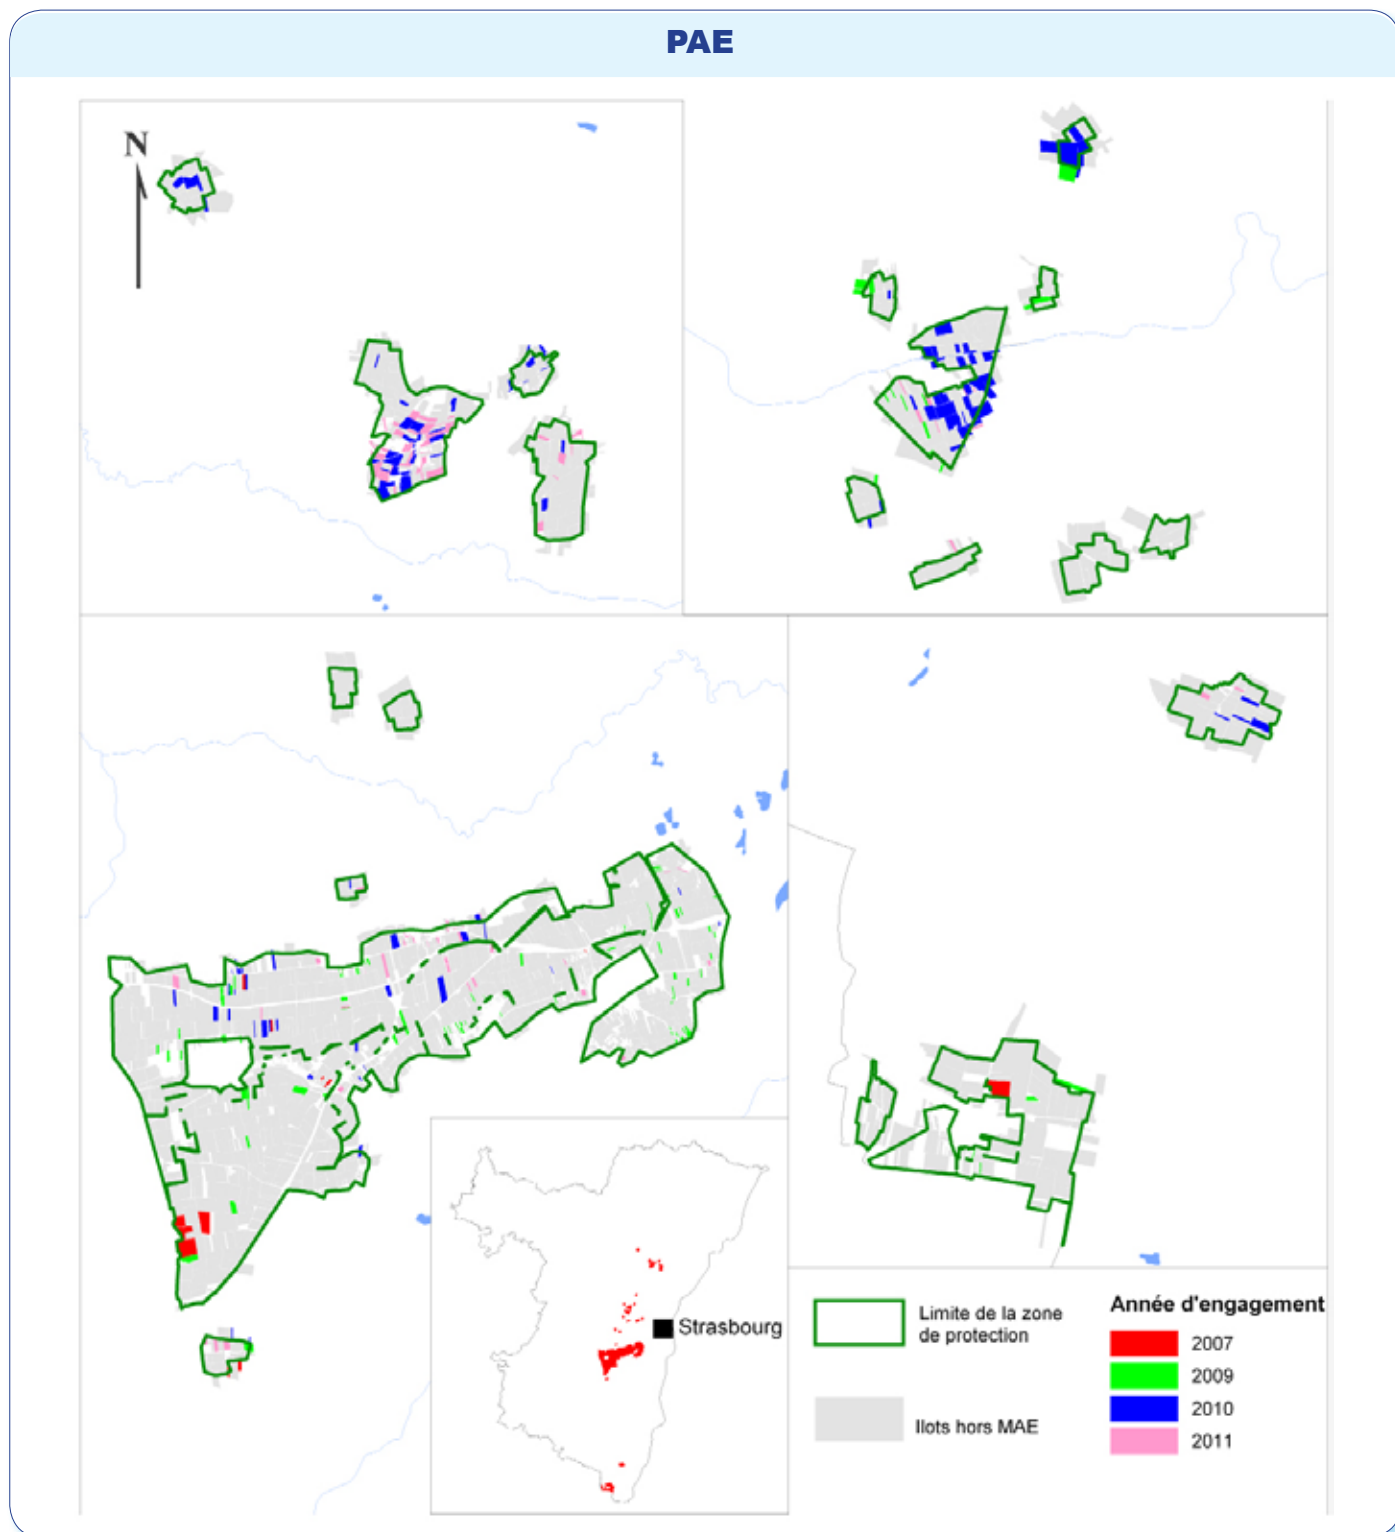 PAE
N
Strasbourg
Limite de la zone
de protection
Ilots hors MAE
Année d'engagement
2007
2009
2010
2011